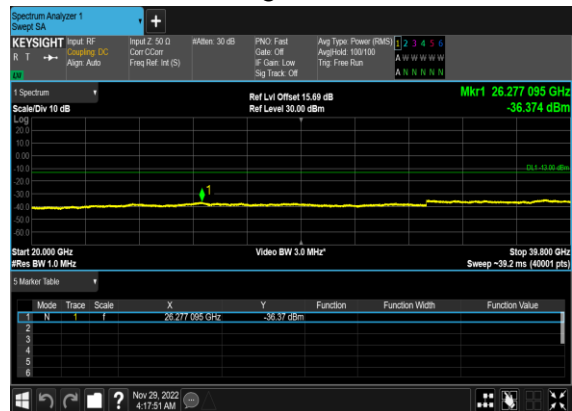 Spectrum Analyzer 1
Swept SA
+
KEYSIGHT Input: RF Input Z: 50 Ω #Atten: 30 dB PNO: Fast Avg Type: Power (RMS) 1 2 3 4 5 6
R T Coupling: DC Corr CCorr Gate: Off Avg|Hold: 100/100 A W W W W W
Align: Auto Freq Ref: Int (S) IF Gain: Low Trig: Free Run
Sig Track: Off A N N N N N
1 Spectrum Ref Lvl Offset 15.69 dB Mkr1 26.277 095 GHz
Scale/Div 10 dB Ref Level 30.00 dBm -36.374 dBm
Log
20.0
10.0
0.00
-10.0 DL1 -13.00 dBm
-20.0
-30.0 1
-40.0
-50.0
-60.0
Start 20.000 GHz Video BW 3.0 MHz* Stop 39.800 GHz
#Res BW 1.0 MHz Sweep ~39.2 ms (40001 pts)
5 Marker Table
Mode Trace Scale X Y Function Function Width Function Value
1 N 1 f 26.277 095 GHz -36.37 dBm
2
3
4
5
6
? Nov 29, 2022
4:17:51 AM